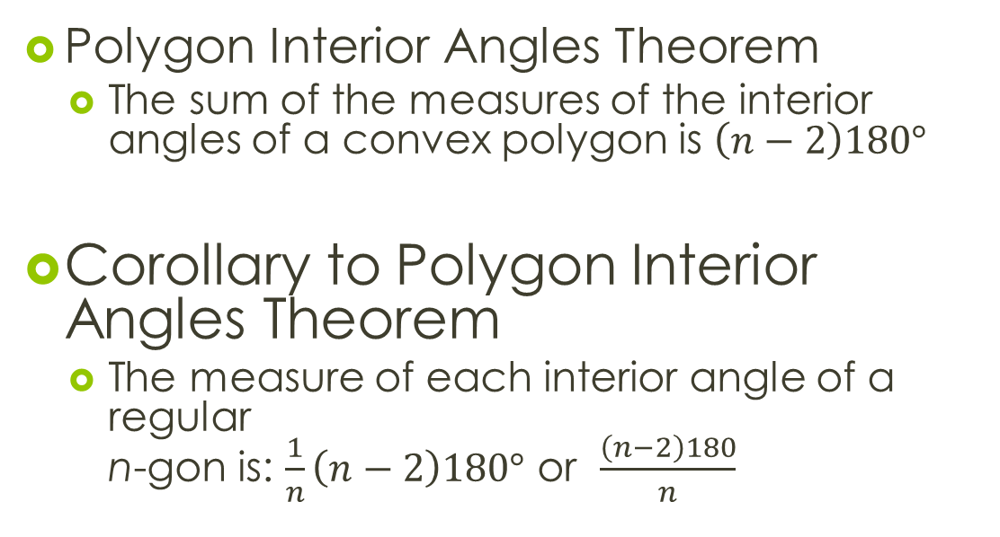 Polygon Interior Angles Theorem
The sum of the measures of the interior
angles of a convex polygon is (n − 2)180°
Corollary to Polygon Interior
Angles Theorem
The measure of each interior angle of a
regular
n-gon is: 1/n (n − 2)180° or (n−2)180/n